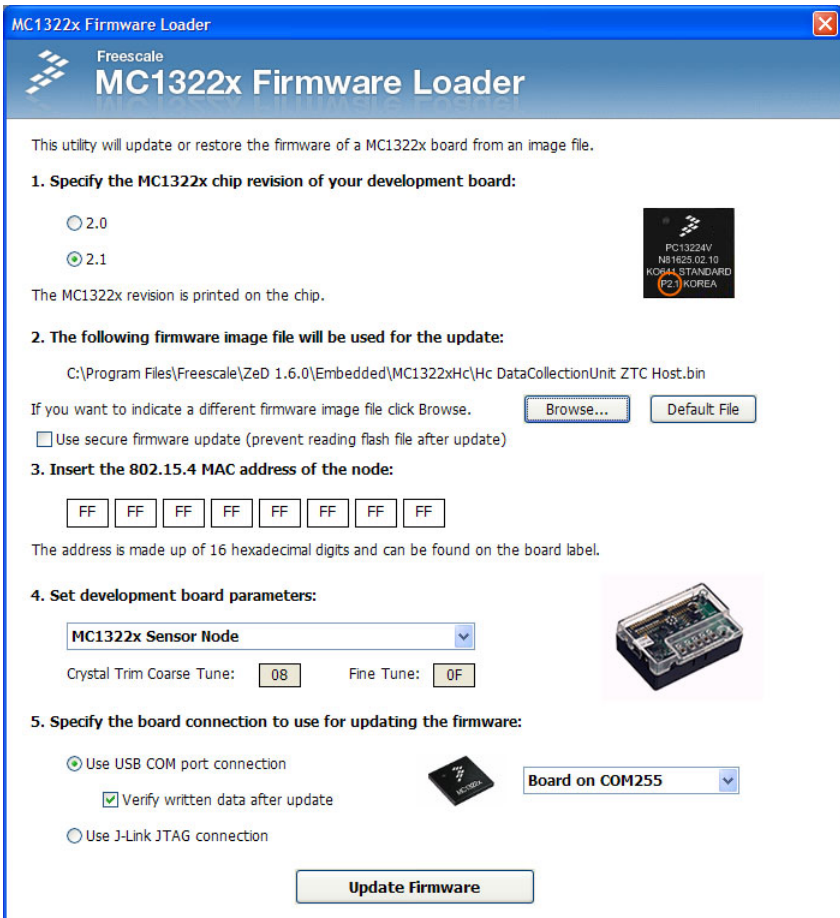 MC1322x Firmware Loader
Freescale
MC1322x Firmware Loader
This utility will update or restore the firmware of a MC1322x board from an image file.
1. Specify the MC1322x chip revision of your development board:
2.0
2.1
PC13224V
N81625.02.10
KO641 STANDARD
P2.1 KOREA
The MC1322x revision is printed on the chip.
2. The following firmware image file will be used for the update:
C:\Program Files\Freescale\ZeD 1.6.0\Embedded\MC1322xHc\Hc DataCollectionUnit ZTC Host.bin
If you want to indicate a different firmware image file click Browse. Browse... Default File
Use secure firmware update (prevent reading flash file after update)
3. Insert the 802.15.4 MAC address of the node:
FF FF FF FF FF FF FF FF
The address is made up of 16 hexadecimal digits and can be found on the board label.
4. Set development board parameters:
MC1322x Sensor Node
Crystal Trim Coarse Tune: 08 Fine Tune: 0F
5. Specify the board connection to use for updating the firmware:
Use USB COM port connection
MC1322x
Board on COM255
Verify written data after update
Use J-Link JTAG connection
Update Firmware